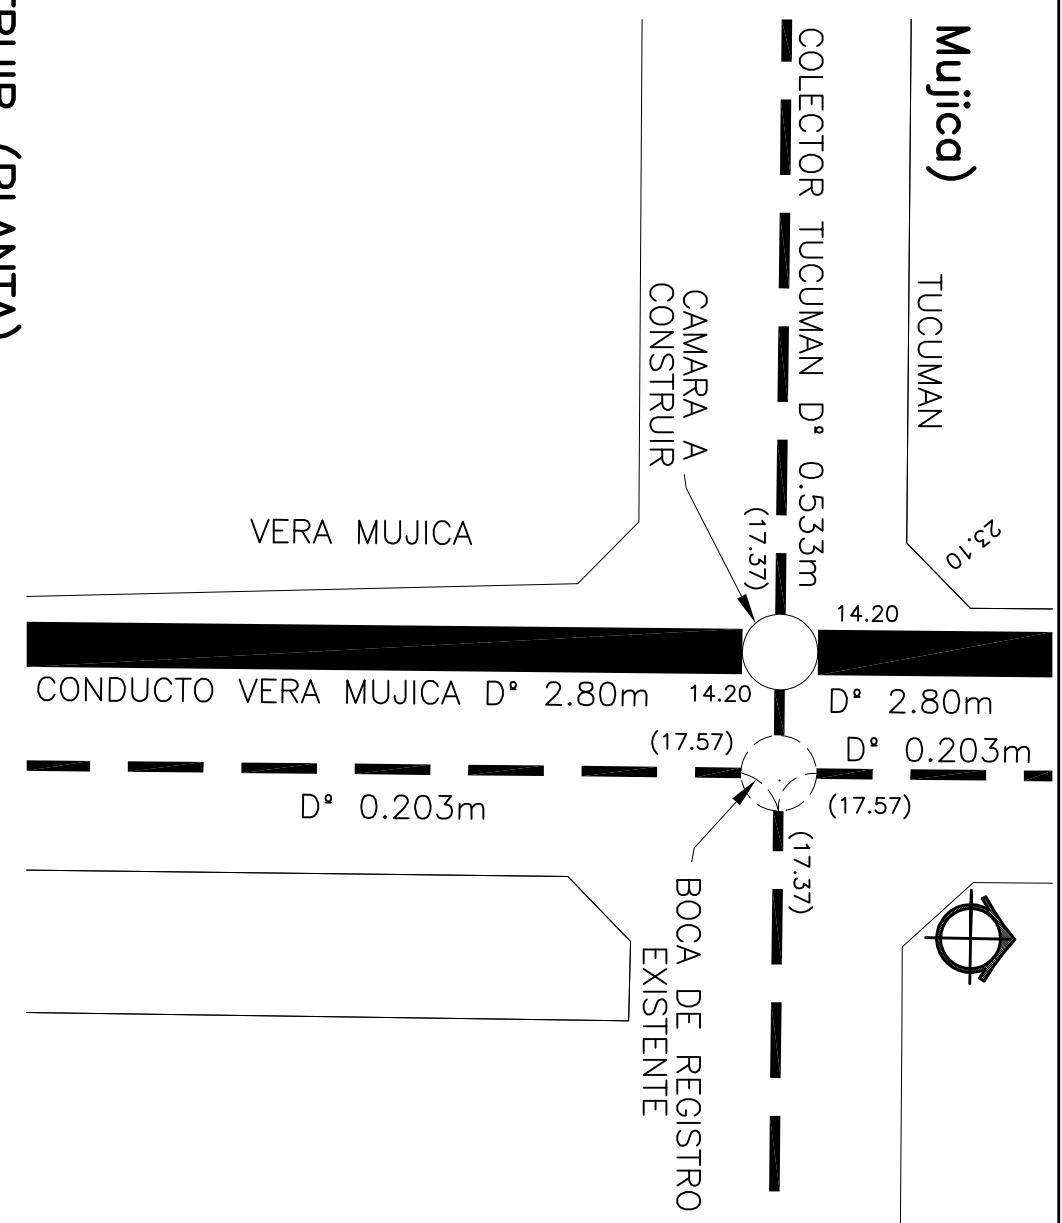 Mujica)
TUCUMAN
23.10
COLECTOR TUCUMAN Dº 0.533m
CAMARA A
CONSTRUIR
(17.37)
VERA MUJICA
14.20
CONDUCTO VERA MUJICA Dº 2.80m
14.20
Dº 2.80m
(17.57)
Dº 0.203m
Dº 0.203m
(17.57)
(17.37)
BOCA DE REGISTRO
EXISTENTE
(PLANTA)